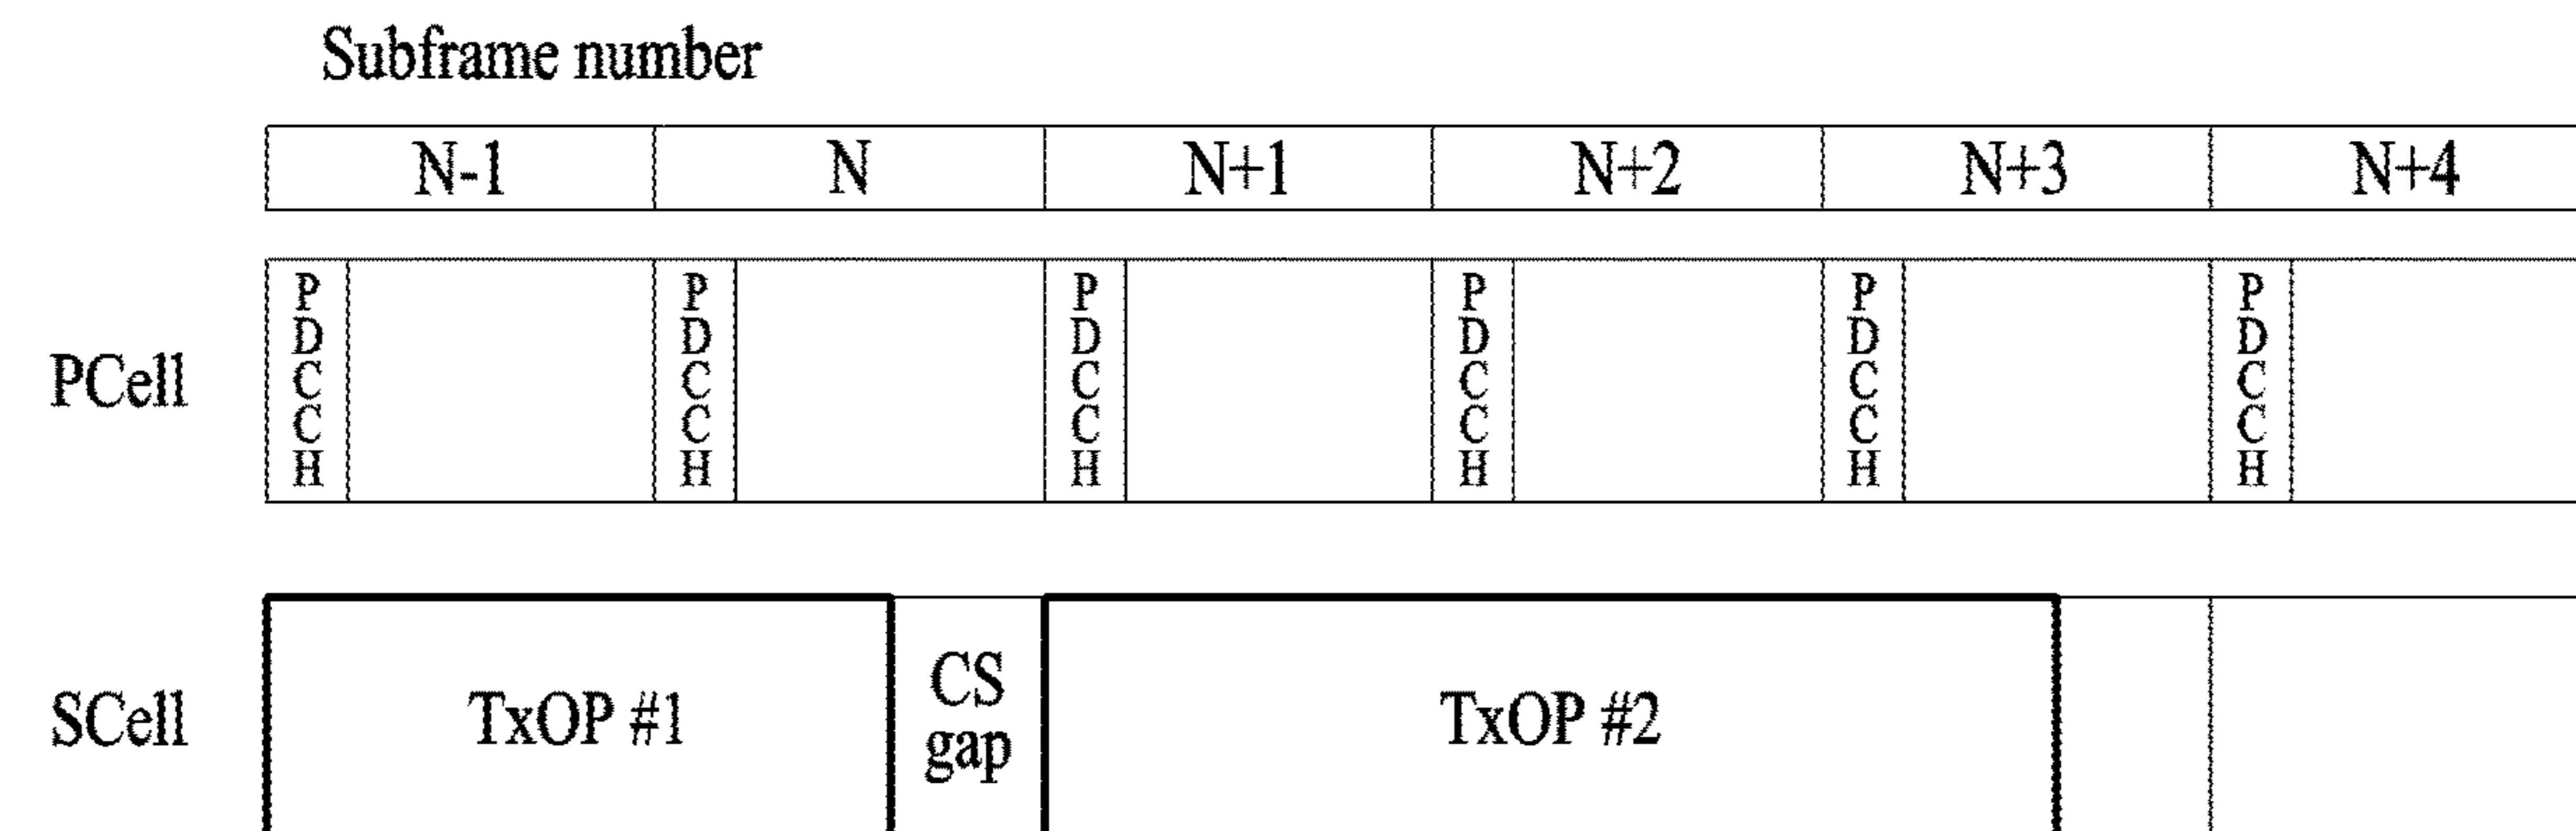 Subframe number
N-1 N N+1 N+2 N+3 N+4
PCell
PDCCH PDCCH PDCCH PDCCH PDCCH PDCCH
SCell
TxOP #1
CS
gap
TxOP #2